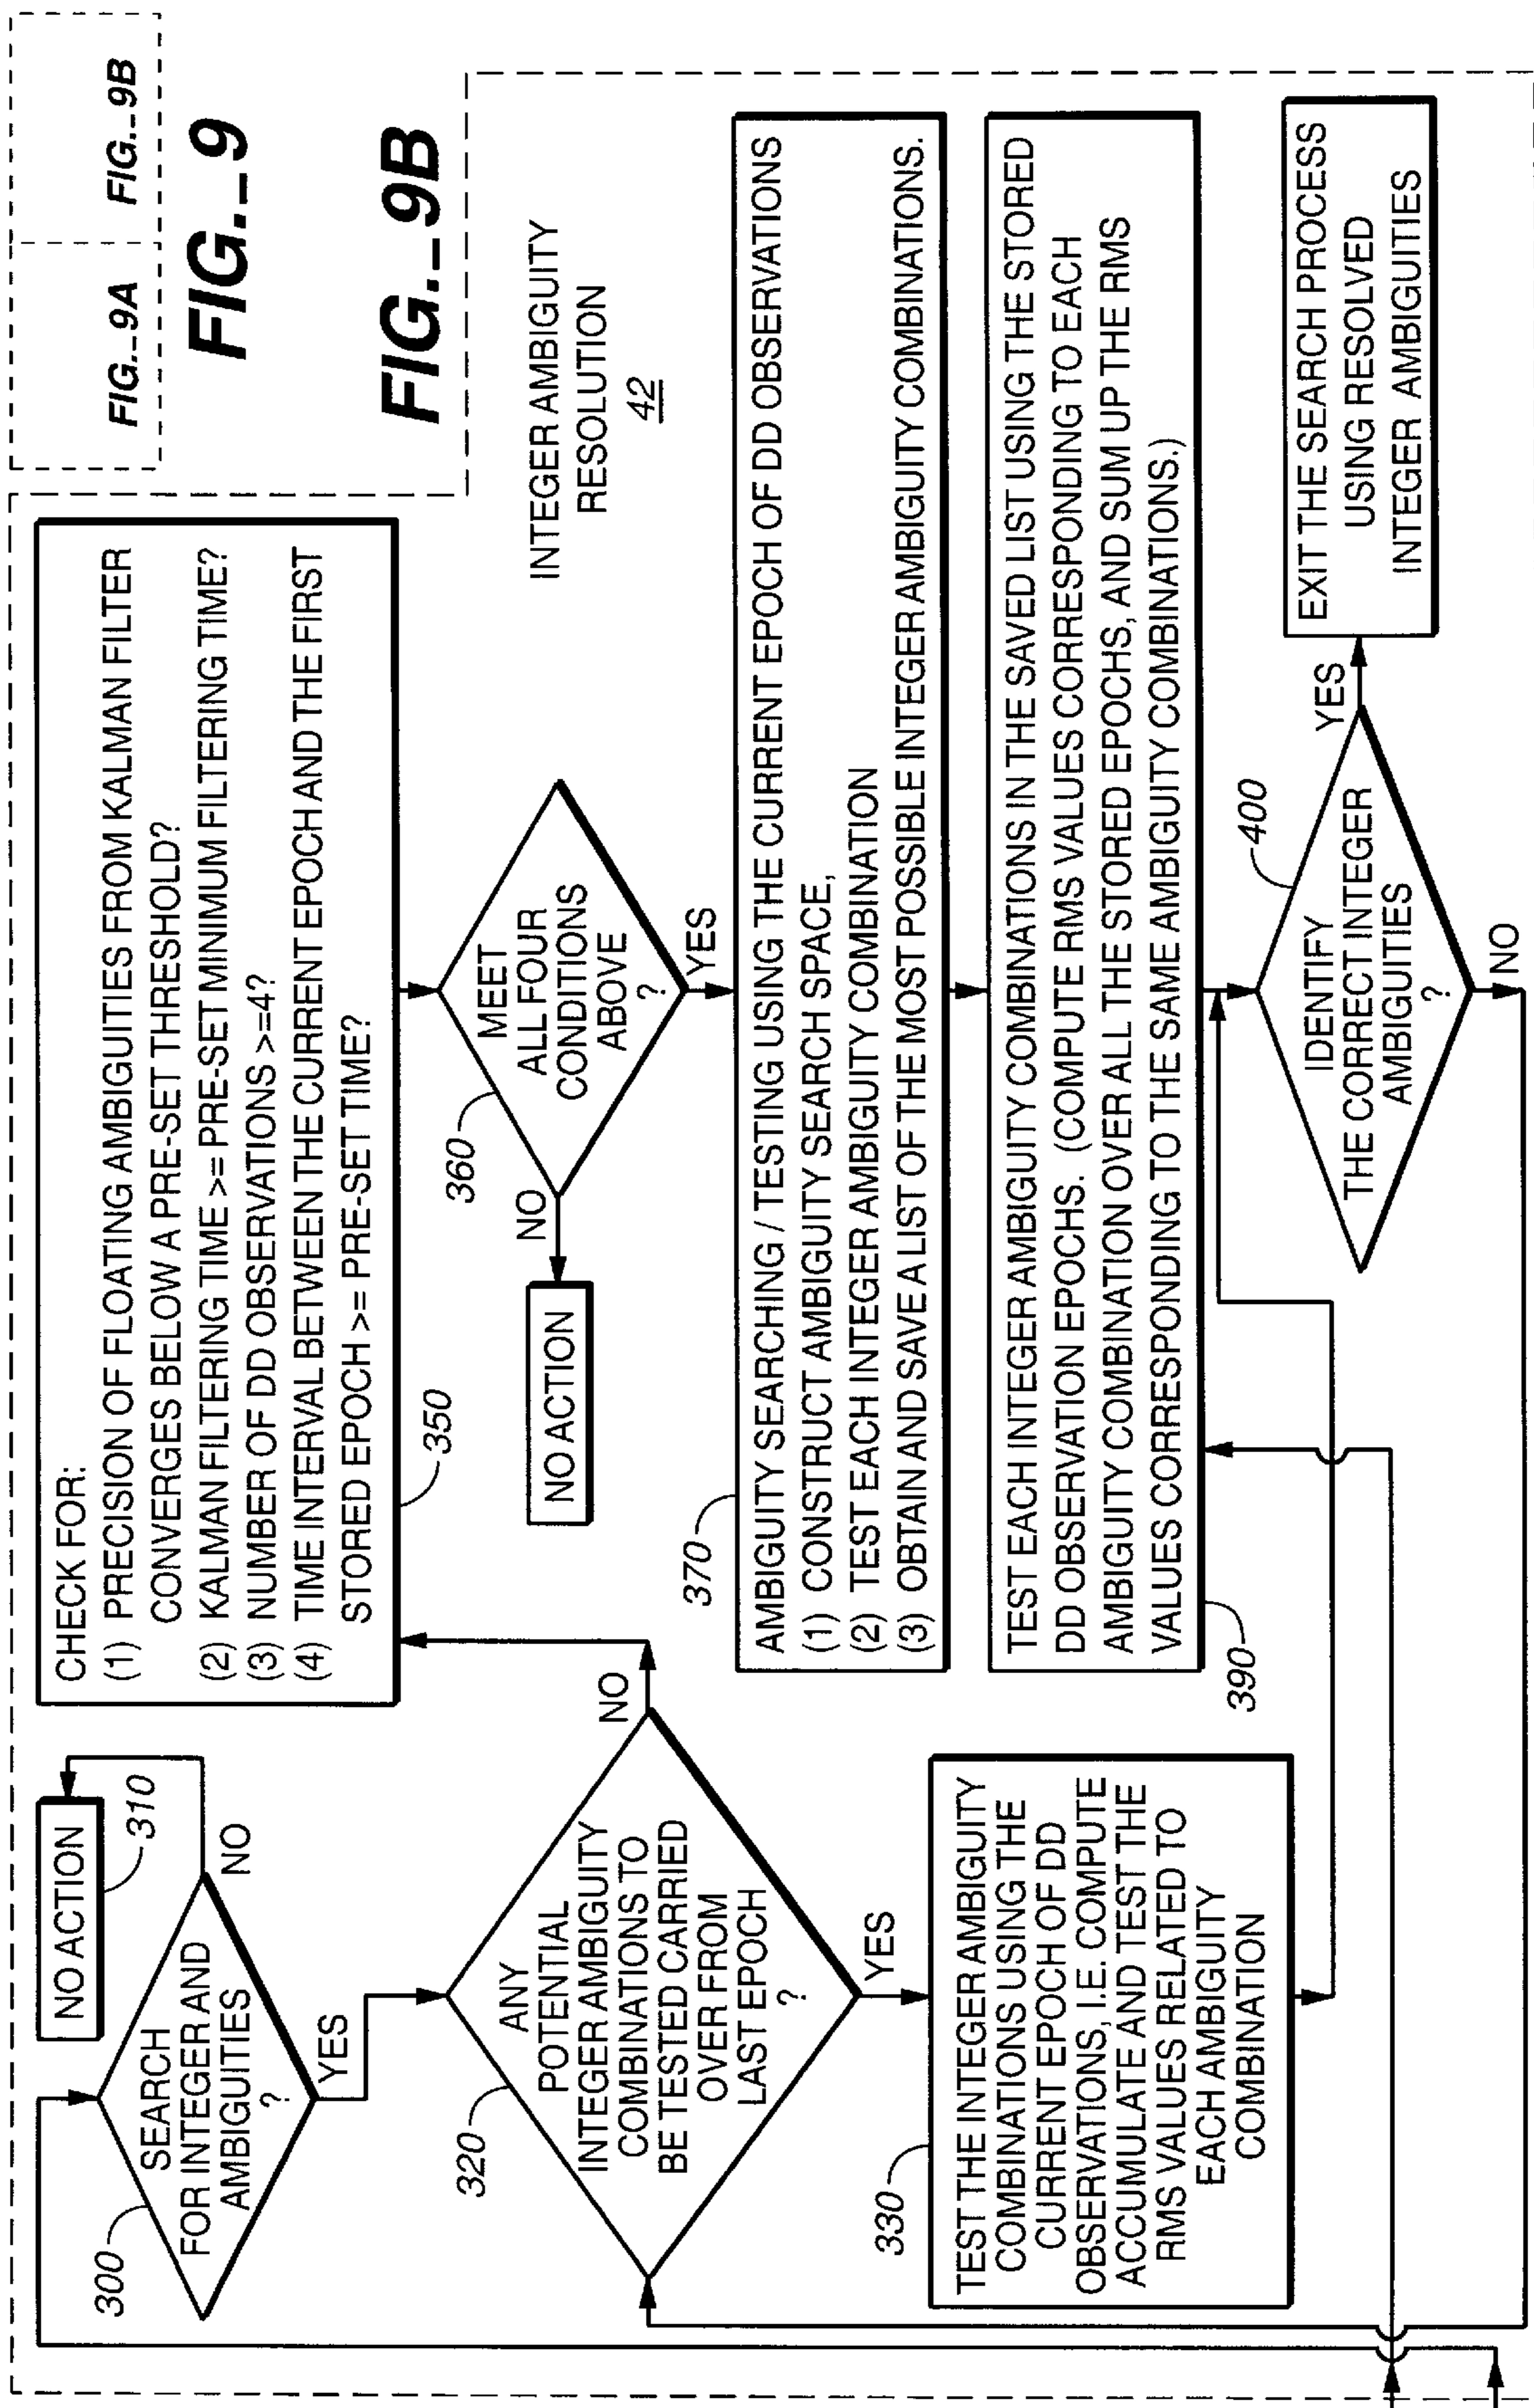 FIG._9A
FIG._9B
FIG._9
FIG._9B
INTEGER AMBIGUITY
RESOLUTION
42
SEARCH
FOR INTEGER AND
AMBIGUITIES
?
300
NO
NO ACTION
310
YES
ANY
POTENTIAL
INTEGER AMBIGUITY
COMBINATIONS TO
BE TESTED CARRIED
OVER FROM
LAST EPOCH
?
320
NO
YES
TEST THE INTEGER AMBIGUITY
COMBINATIONS USING THE
CURRENT EPOCH OF DD
OBSERVATIONS, I.E. COMPUTE
ACCUMULATE AND TEST THE
RMS VALUES RELATED TO
EACH AMBIGUITY
COMBINATION
330
CHECK FOR:
(1) PRECISION OF FLOATING AMBIGUITIES FROM KALMAN FILTER
CONVERGES BELOW A PRE-SET THRESHOLD?
(2) KALMAN FILTERING TIME >= PRE-SET MINIMUM FILTERING TIME?
(3) NUMBER OF DD OBSERVATIONS >=4?
(4) TIME INTERVAL BETWEEN THE CURRENT EPOCH AND THE FIRST
STORED EPOCH >= PRE-SET TIME?
350
MEET
ALL FOUR
CONDITIONS
ABOVE
?
360
NO
NO ACTION
YES
AMBIGUITY SEARCHING / TESTING USING THE CURRENT EPOCH OF DD OBSERVATIONS
(1) CONSTRUCT AMBIGUITY SEARCH SPACE,
(2) TEST EACH INTEGER AMBIGUITY COMBINATION
(3) OBTAIN AND SAVE A LIST OF THE MOST POSSIBLE INTEGER AMBIGUITY COMBINATIONS.
370
TEST EACH INTEGER AMBIGUITY COMBINATIONS IN THE SAVED LIST USING THE STORED
DD OBSERVATION EPOCHS. (COMPUTE RMS VALUES CORRESPONDING TO EACH
AMBIGUITY COMBINATION OVER ALL THE STORED EPOCHS, AND SUM UP THE RMS
VALUES CORRESPONDING TO THE SAME AMBIGUITY COMBINATIONS.)
390
IDENTIFY
THE CORRECT INTEGER
AMBIGUITIES
?
400
YES
EXIT THE SEARCH PROCESS
USING RESOLVED
INTEGER AMBIGUITIES
NO